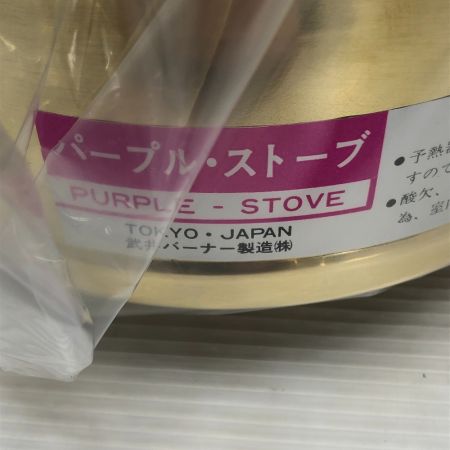 パープル・ストーブ
PURPLE - STOVE
TOKYO・JAPAN
武井バーナー製造㈱
●予熱
すので
●酸欠、
為、室